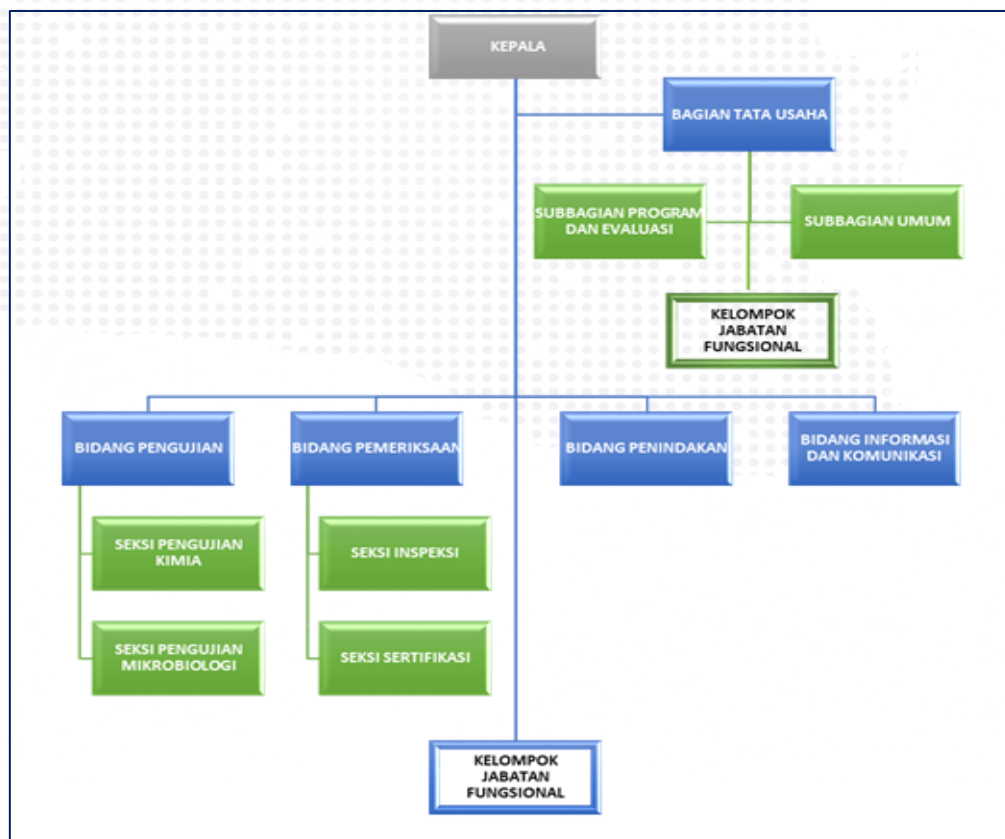 KEPALA
BAGIAN TATA USAHA
SUBBAGIAN PROGRAM
DAN EVALUASI
SUBBAGIAN UMUM
KELOMPOK
JABATAN
FUNGSIONAL
BIDANG PENGUJIAN
BIDANG PEMERIKSAAN
BIDANG PENINDAKAN
BIDANG INFORMASI
DAN KOMUNIKASI
SEKSI PENGUJIAN
KIMIA
SEKSI INSPEKSI
SEKSI PENGUJIAN
MIKROBIOLOGI
SEKSI SERTIFIKASI
KELOMPOK
JABATAN
FUNGSIONAL